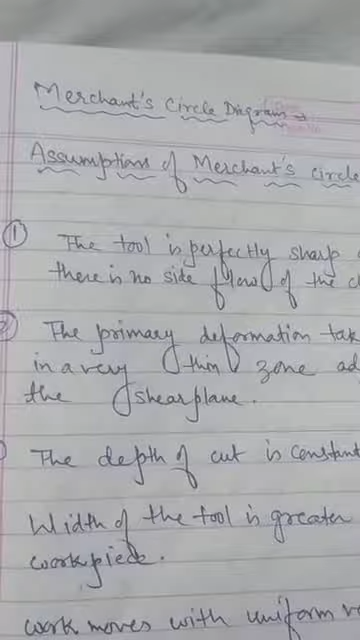 Merchant's Circle Diagram →
Assumptions of Merchant's circle
① The tool is perfectly sharp
there is no side flow of the
② The primary deformation
in a very thin zone
the shear plane.
The depth of cut is constant
Width of the tool is greater
workpiece.
work moves with uniform